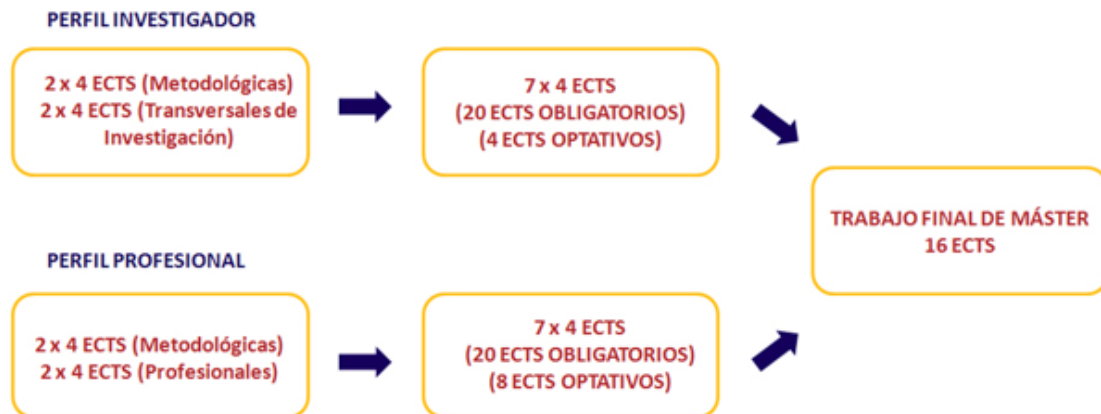 PERFIL INVESTIGADOR
2 x 4 ECTS (Metodológicas)
2 x 4 ECTS (Transversales de
Investigación)
7 x 4 ECTS
(20 ECTS OBLIGATORIOS)
(4 ECTS OPTATIVOS)
TRABAJO FINAL DE MÁSTER
16 ECTS
PERFIL PROFESIONAL
2 x 4 ECTS (Metodológicas)
2 x 4 ECTS (Profesionales)
7 x 4 ECTS
(20 ECTS OBLIGATORIOS)
(8 ECTS OPTATIVOS)